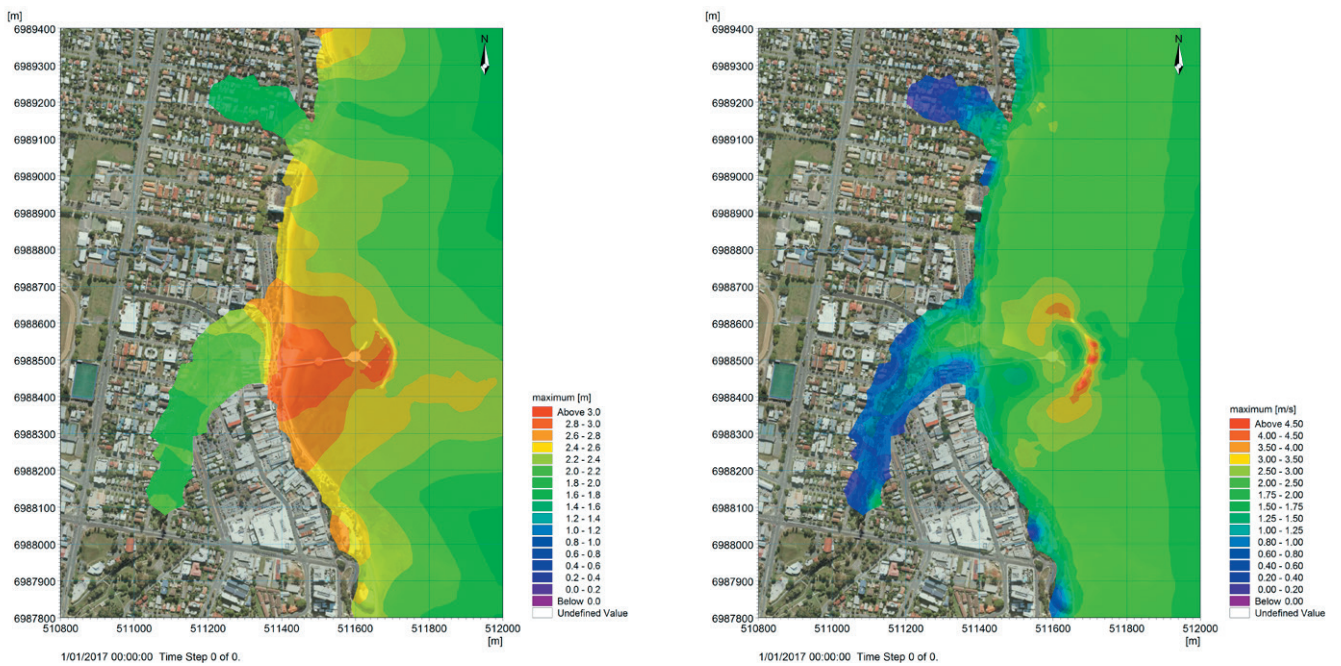 [m]
6989400
6989300
6989200
6989100
6989000
6988900
6988800
6988700
6988600
6988500
6988400
6988300
6988200
6988100
6988000
6987900
6987800
510800 511000 511200 511400 511600 511800 512000
[m]
N
maximum [m]
Above 3.0
2.8 - 3.0
2.6 - 2.8
2.4 - 2.6
2.2 - 2.4
2.0 - 2.2
1.8 - 2.0
1.6 - 1.8
1.4 - 1.6
1.2 - 1.4
1.0 - 1.2
0.8 - 1.0
0.6 - 0.8
0.4 - 0.6
0.2 - 0.4
0.0 - 0.2
Below 0.0
Undefined Value
1/01/2017 00:00:00 Time Step 0 of 0.
[m]
6989400
6989300
6989200
6989100
6989000
6988900
6988800
6988700
6988600
6988500
6988400
6988300
6988200
6988100
6988000
6987900
6987800
510800 511000 511200 511400 511600 511800 512000
[m]
N
maximum [m/s]
Above 4.50
4.00 - 4.50
3.50 - 4.00
3.00 - 3.50
2.50 - 3.00
2.00 - 2.50
1.75 - 2.00
1.50 - 1.75
1.25 - 1.50
1.00 - 1.25
0.80 - 1.00
0.60 - 0.80
0.40 - 0.60
0.20 - 0.40
0.00 - 0.20
Below 0.00
Undefined Value
1/01/2017 00:00:00 Time Step 0 of 0.